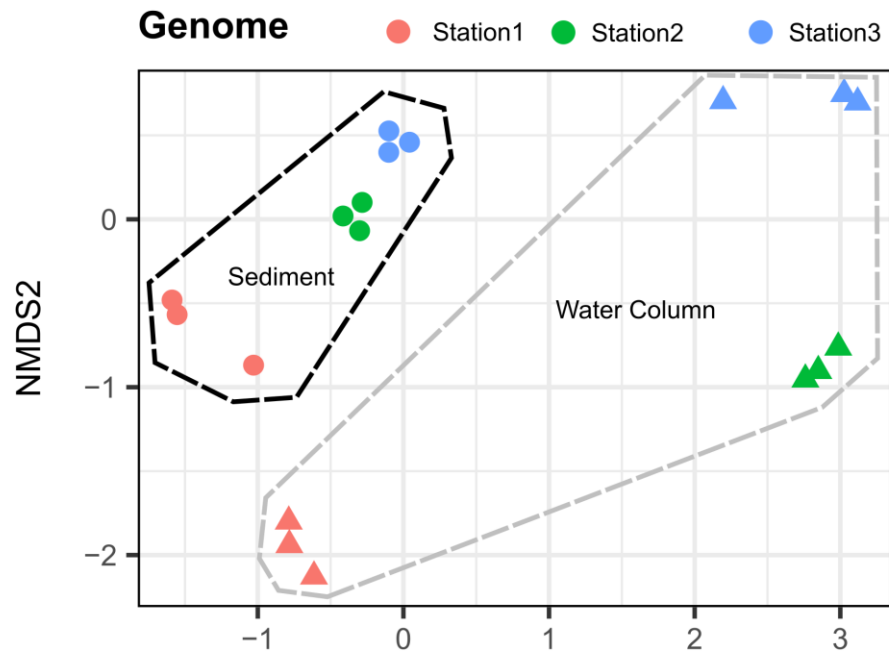 Genome Station1 Station2 Station3
0
Sediment
Water Column
NMDS2
−1
−2
−1 0 1 2 3